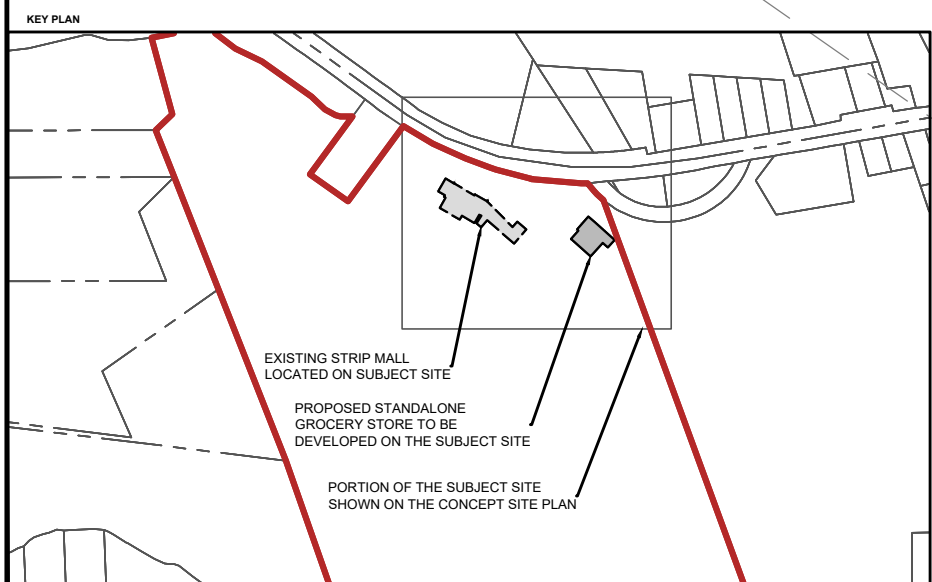 KEY PLAN
EXISTING STRIP MALL
LOCATED ON SUBJECT SITE
PROPOSED STANDALONE
GROCERY STORE TO BE
DEVELOPED ON THE SUBJECT SITE
PORTION OF THE SUBJECT SITE
SHOWN ON THE CONCEPT SITE PLAN